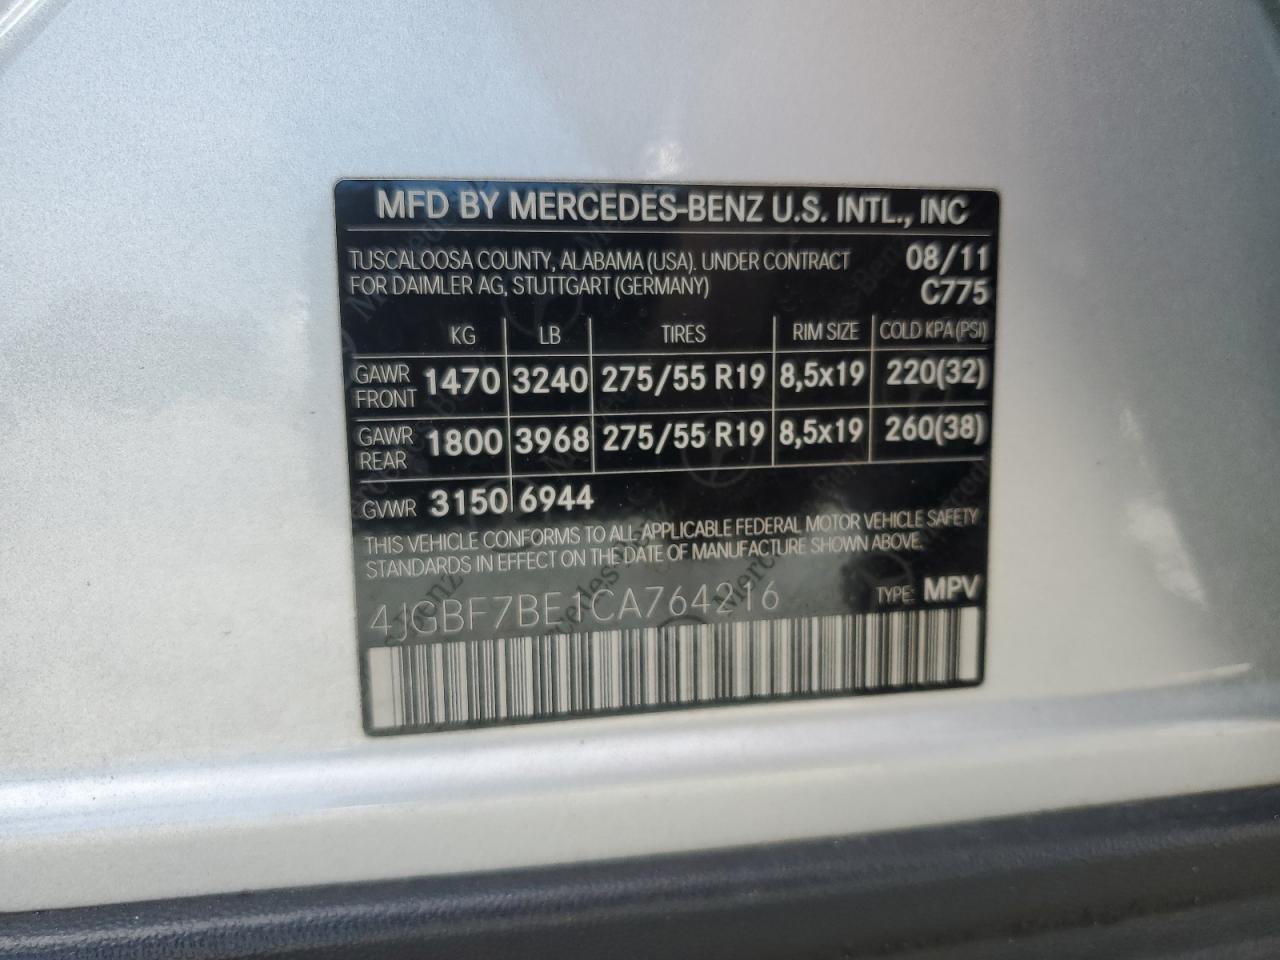 MFD BY MERCEDES-BENZ U.S. INTL., INC
TUSCALOOSA COUNTY, ALABAMA (USA). UNDER CONTRACT 08/11
FOR DAIMLER AG, STUTTGART (GERMANY) C775
KG LB TIRES RIM SIZE COLD KPA (PSI)
GAWR FRONT 1470 3240 275/55 R19 8,5x19 220(32)
GAWR REAR 1800 3968 275/55 R19 8,5x19 260(38)
GVWR 3150 6944
THIS VEHICLE CONFORMS TO ALL APPLICABLE FEDERAL MOTOR VEHICLE SAFETY
STANDARDS IN EFFECT ON THE DATE OF MANUFACTURE SHOWN ABOVE.
4JGBF7BE1CA764216 TYPE: MPV